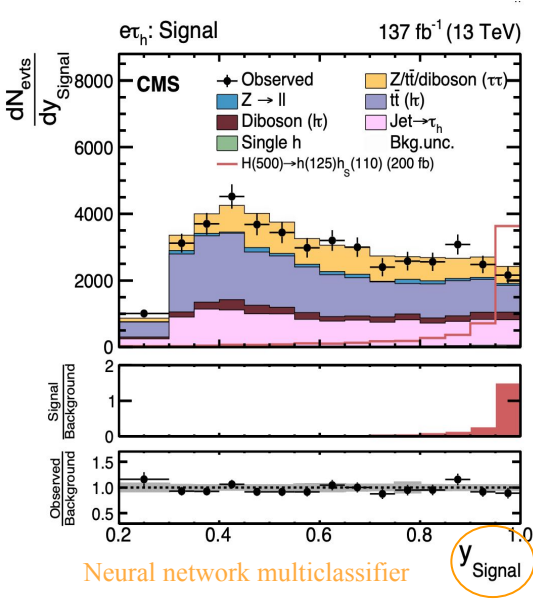 eτh: Signal 137 fb-1 (13 TeV)
dNevts
dySignal
CMS
Observed
Z → ll
Diboson (lτ)
Single h
Z/tt̄/diboson (ττ)
tt̄ (lτ)
Jet→τh
Bkg.unc.
H(500)→h(125)hS(110) (200 fb)
8000
6000
4000
2000
0
Signal
Background
2
1
0
Observed
Background
1.5
1.0
0.5
0.2 0.4 0.6 0.8 1.0
ySignal
Neural network multiclassifier